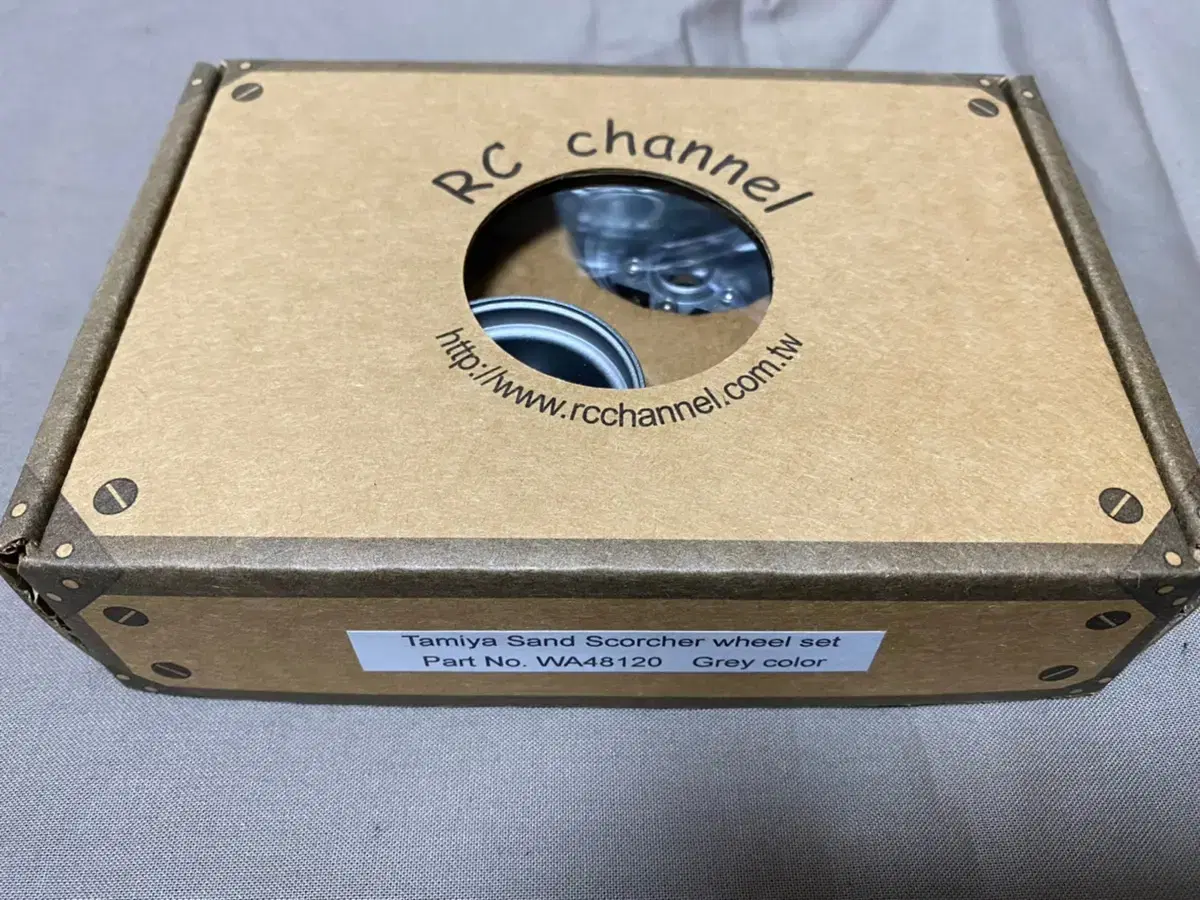 RC channel
http://www.rcchannel.com.tw
Tamiya Sand Scorcher wheel set
Part No. WA48120 Grey color